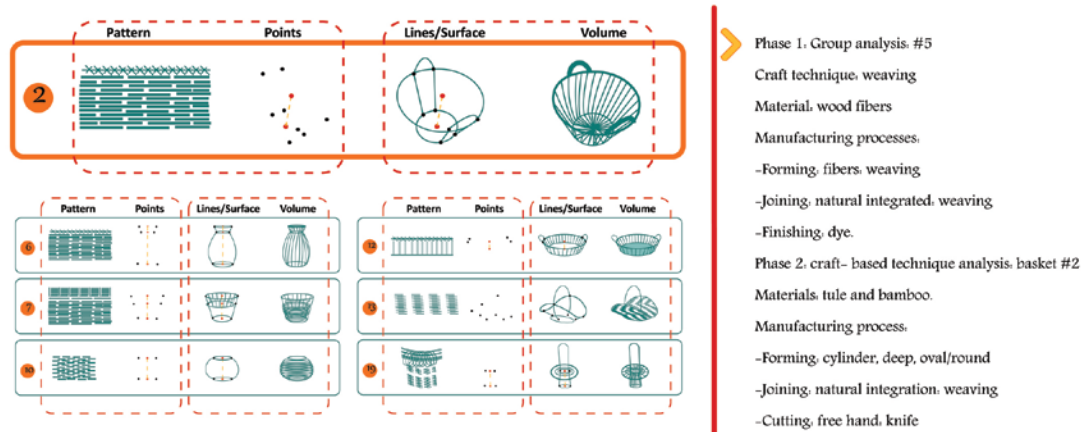 Pattern Points Lines/Surface Volume
2
Pattern Points Lines/Surface Volume
6
7
10
Pattern Points Lines/Surface Volume
12
13
19
Phase 1: Group analysis: #5
Craft technique: weaving
Material: wood fibers
Manufacturing processes:
-Forming: fibers: weaving
-Joining: natural integrated: weaving
-Finishing: dye.
Phase 2: craft- based technique analysis: basket #2
Materials: tule and bamboo.
Manufacturing process:
-Forming: cylinder, deep, oval/round
-Joining: natural integration: weaving
-Cutting: free hand: knife